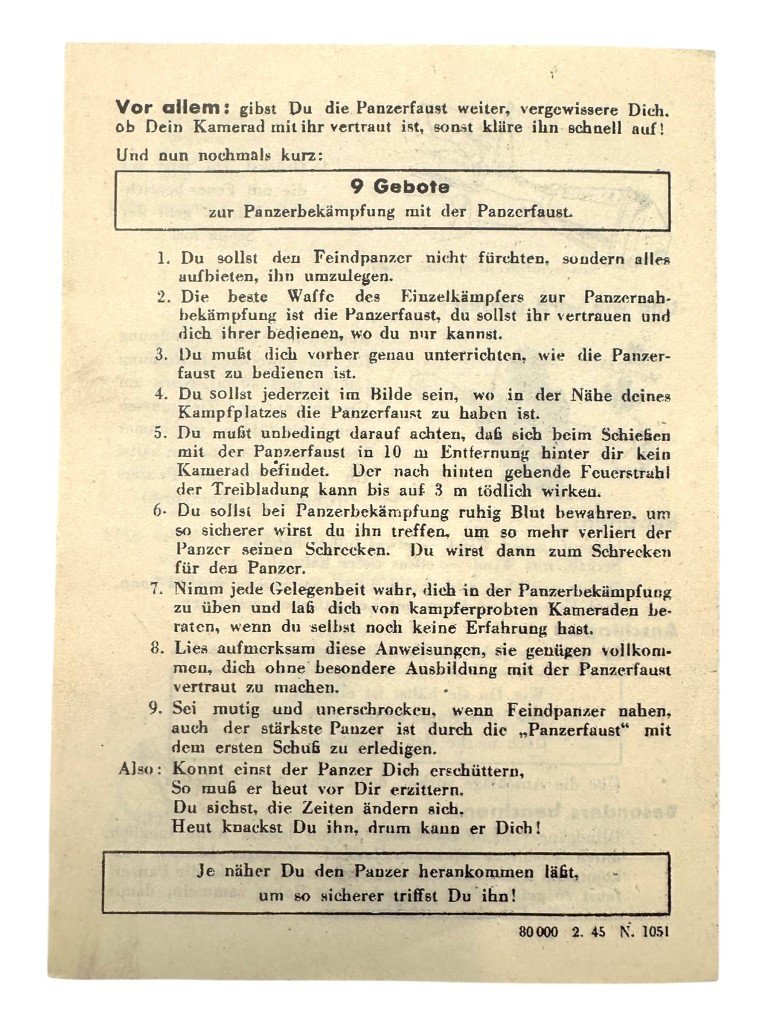 Vor allem: gibst Du die Panzerfaust weiter, vergewissere Dich,
ob Dein Kamerad mit ihr vertraut ist, sonst kläre ihn schnell auf!
Und nun nochmals kurz:
9 Gebote
zur Panzerbekämpfung mit der Panzerfaust.
1. Du sollst den Feindpanzer nicht fürchten, sondern alles
aufbieten, ihn umzulegen.
2. Die beste Waffe des Einzelkämpfers zur Panzernah-
bekämpfung ist die Panzerfaust, du sollst ihr vertrauen und
dich ihrer bedienen, wo du nur kannst.
3. Du mußt dich vorher genau unterrichten, wie die Panzer-
faust zu bedienen ist.
4. Du sollst jederzeit im Bilde sein, wo in der Nähe deines
Kampfplatzes die Panzerfaust zu haben ist.
5. Du mußt unbedingt darauf achten, daß sich beim Schießen
mit der Panzerfaust in 10 m Entfernung hinter dir kein
Kamerad befindet. Der nach hinten gehende Feuerstrahl
der Treibladung kann bis auf 3 m tödlich wirken.
6. Du sollst bei Panzerbekämpfung ruhig Blut bewahren, um
so sicherer wirst du ihn treffen, um so mehr verliert der
Panzer seinen Schrecken. Du wirst dann zum Schrecken
für den Panzer.
7. Nimm jede Gelegenheit wahr, dich in der Panzerbekämpfung
zu üben und laß dich von kampferprobten Kameraden be-
raten, wenn du selbst noch keine Erfahrung hast.
8. Lies aufmerksam diese Anweisungen, sie genügen vollkom-
men, dich ohne besondere Ausbildung mit der Panzerfaust
vertraut zu machen.
9. Sei mutig und unerschrocken, wenn Feindpanzer nahen,
auch der stärkste Panzer ist durch die „Panzerfaust“ mit
dem ersten Schuß zu erledigen.
Also: Konnt einst der Panzer Dich erschüttern,
So muß er heut vor Dir erzittern.
Du siehst, die Zeiten ändern sich,
Heut knackst Du ihn, drum kann er Dich!
Je näher Du den Panzer herankommen läßt,
um so sicherer triffst Du ihn!
80000 2. 45 N. 1051